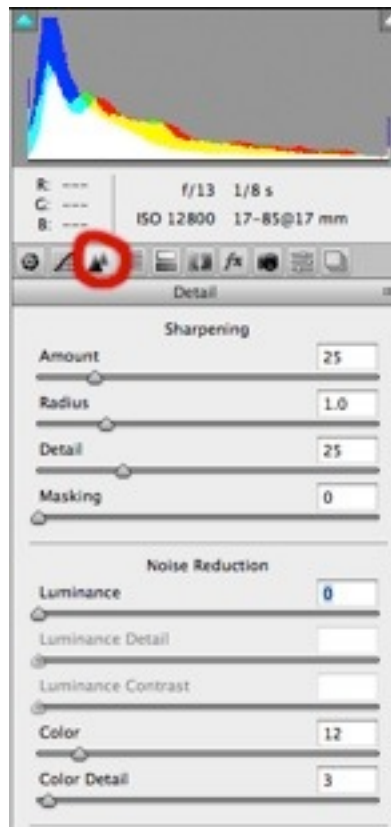 R: ---
G: ---
B: ---
f/13 1/8 s
ISO 12800 17-85@17 mm
fx
Detail
Sharpening
Amount 25
Radius 1.0
Detail 25
Masking 0
Noise Reduction
Luminance 0
Luminance Detail
Luminance Contrast
Color 12
Color Detail 3